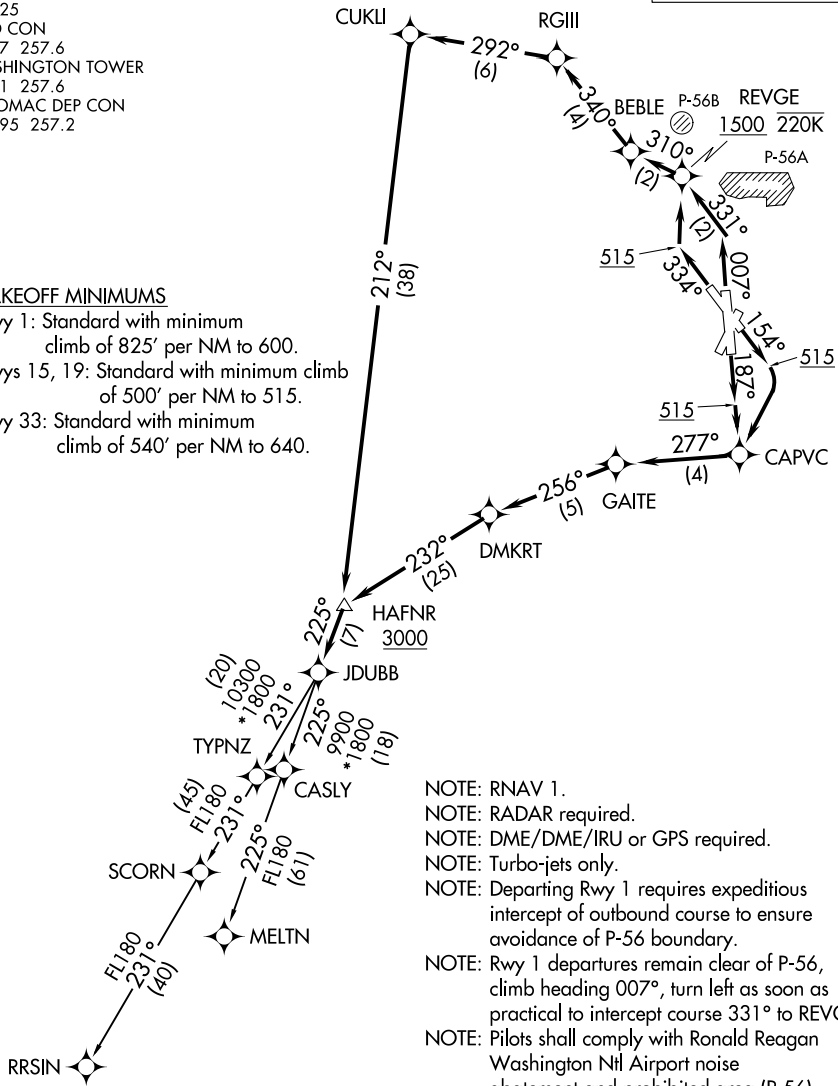 25
CON
7 257.6
SHINGTON TOWER
1 257.6
OMAC DEP CON
95 257.2
CUKLI
RGIII
292°
(6)
340°
(4)
BEBLE
P-56B
REVGE
1500 220K
310°
(2)
P-56A
331°
(2)
515
334°
007°
212°
(38)
154°
515
187°
515
KEOFF MINIMUMS
y 1: Standard with minimum
climb of 825' per NM to 600.
ys 15, 19: Standard with minimum climb
of 500' per NM to 515.
y 33: Standard with minimum
climb of 540' per NM to 640.
277°
(4)
CAPVC
256°
(5)
GAITE
232°
(25)
DMKRT
HAFNR
3000
225°
(7)
JDUBB
(20)
10300
*1800
231°
225°
9900
*1800
(18)
TYPNZ
CASLY
(45)
FL180
231°
225°
FL180
(61)
SCORN
MELTN
FL180
231°
(40)
RRSIN
NOTE: RNAV 1.
NOTE: RADAR required.
NOTE: DME/DME/IRU or GPS required.
NOTE: Turbo-jets only.
NOTE: Departing Rwy 1 requires expeditious
intercept of outbound course to ensure
avoidance of P-56 boundary.
NOTE: Rwy 1 departures remain clear of P-56,
climb heading 007°, turn left as soon as
practical to intercept course 331° to REVG
NOTE: Pilots shall comply with Ronald Reagan
Washington Ntl Airport noise
abatement and prohibited area (P-56)